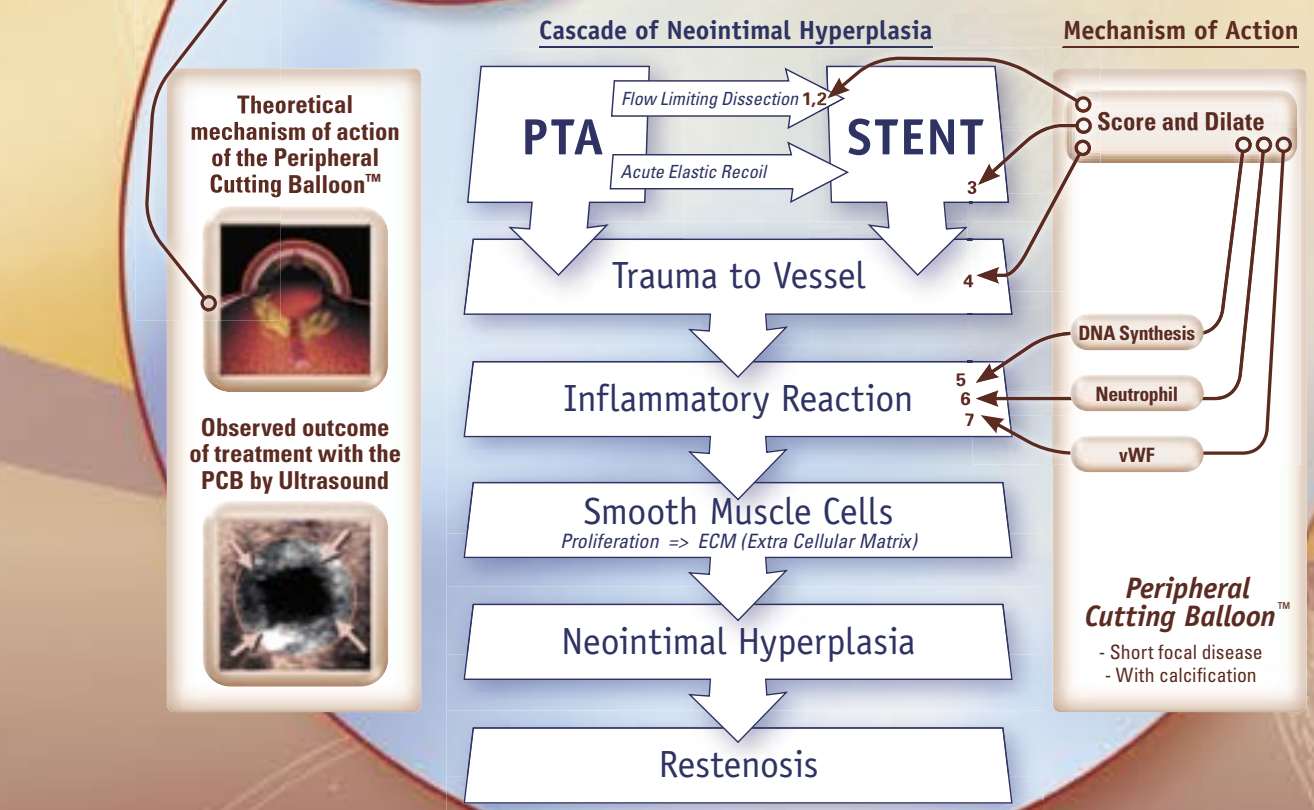 Cascade of Neointimal Hyperplasia
Mechanism of Action
Theoretical
mechanism of action
of the Peripheral
Cutting Balloon™
Observed outcome
of treatment with the
PCB by Ultrasound
PTA
Flow Limiting Dissection 1,2
Acute Elastic Recoil
STENT
3
Trauma to Vessel
4
Inflammatory Reaction
5
6
7
Smooth Muscle Cells
Proliferation => ECM (Extra Cellular Matrix)
Neointimal Hyperplasia
Restenosis
Score and Dilate
DNA Synthesis
Neutrophil
vWF
Peripheral
Cutting Balloon™
- Short focal disease
- With calcification